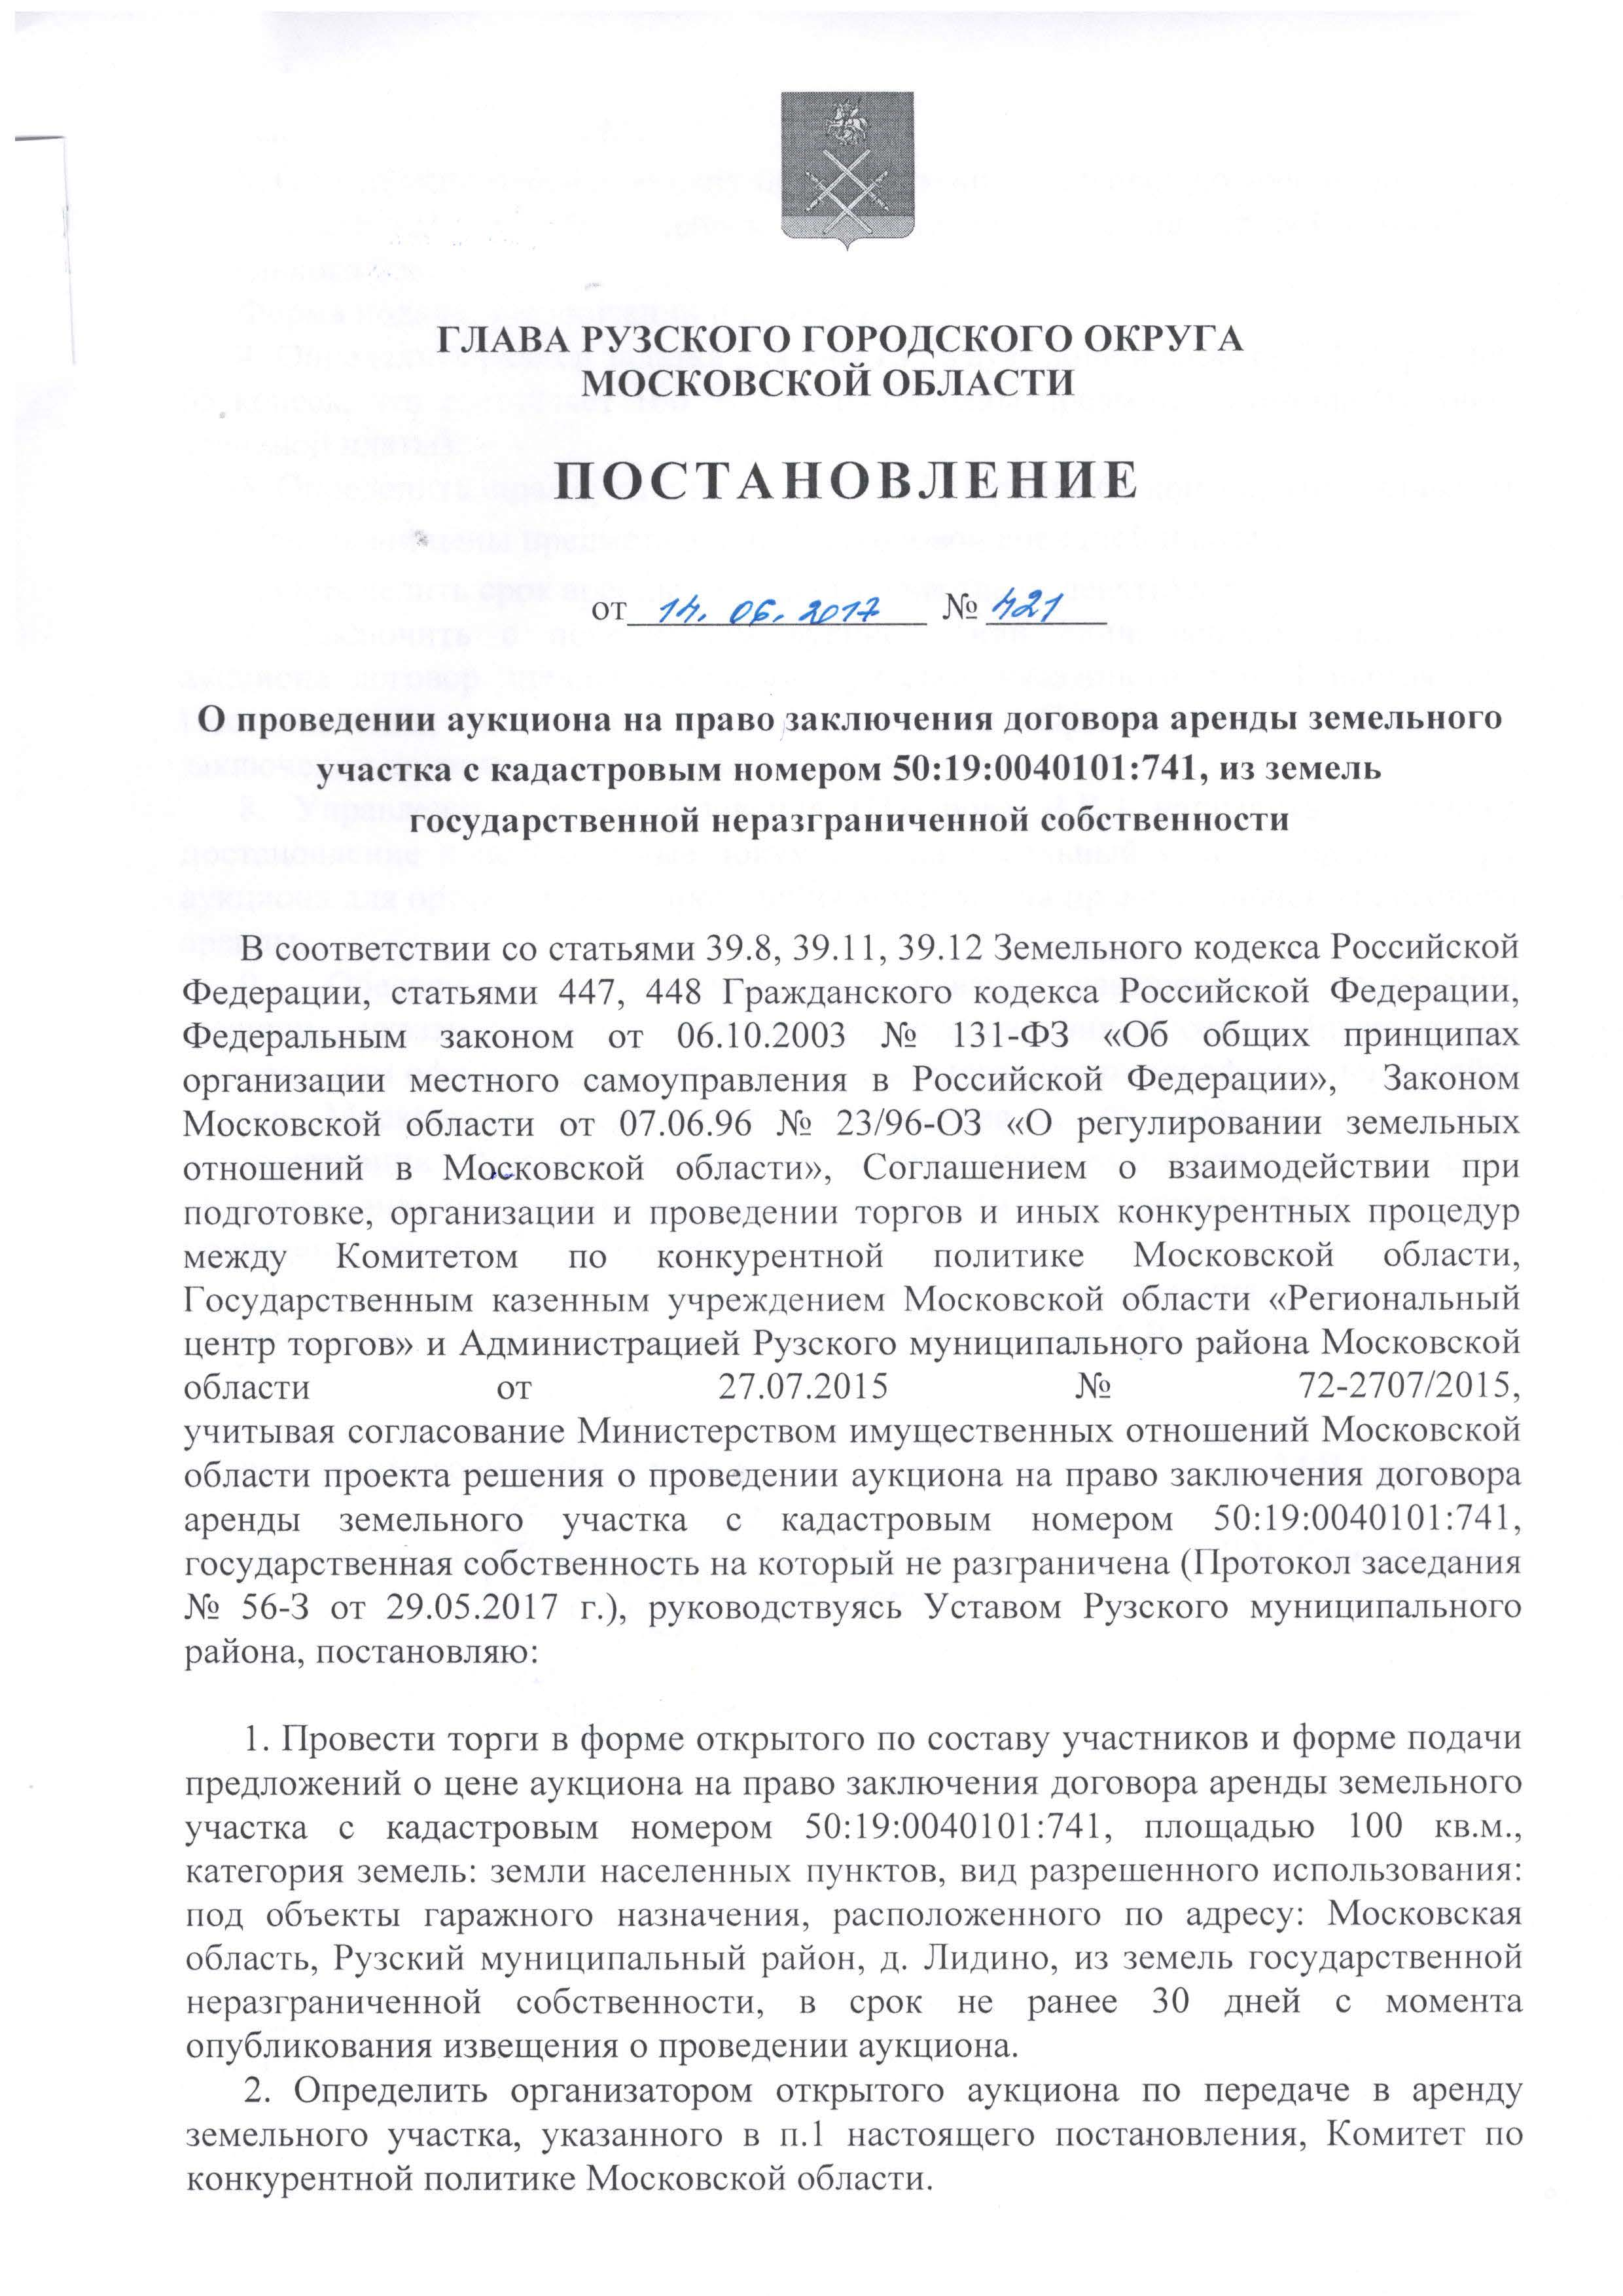 ГЛАВА РУЗСКОГО ГОРОДСКОГО ОКРУГА
МОСКОВСКОЙ ОБЛАСТИ
ПОСТАНОВЛЕНИЕ
от 14. 06. 2017 № 421
О проведении аукциона на право заключения договора аренды земельного
участка с кадастровым номером 50:19:0040101:741, из земель
государственной неразграниченной собственности
В соответствии со статьями 39.8, 39.11, 39.12 Земельного кодекса Российской
Федерации, статьями 447, 448 Гражданского кодекса Российской Федерации,
Федеральным законом от 06.10.2003 № 131-ФЗ «Об общих принципах
организации местного самоуправления в Российской Федерации», Законом
Московской области от 07.06.96 № 23/96-ОЗ «О регулировании земельных
отношений в Московской области», Соглашением о взаимодействии при
подготовке, организации и проведении торгов и иных конкурентных процедур
между Комитетом по конкурентной политике Московской области,
Государственным казенным учреждением Московской области «Региональный
центр торгов» и Администрацией Рузского муниципального района Московской
области от 27.07.2015 № 72-2707/2015,
учитывая согласование Министерством имущественных отношений Московской
области проекта решения о проведении аукциона на право заключения договора
аренды земельного участка с кадастровым номером 50:19:0040101:741,
государственная собственность на который не разграничена (Протокол заседания
№ 56-З от 29.05.2017 г.), руководствуясь Уставом Рузского муниципального
района, постановляю:
1. Провести торги в форме открытого по составу участников и форме подачи
предложений о цене аукциона на право заключения договора аренды земельного
участка с кадастровым номером 50:19:0040101:741, площадью 100 кв.м.,
категория земель: земли населенных пунктов, вид разрешенного использования:
под объекты гаражного назначения, расположенного по адресу: Московская
область, Рузский муниципальный район, д. Лидино, из земель государственной
неразграниченной собственности, в срок не ранее 30 дней с момента
опубликования извещения о проведении аукциона.
2. Определить организатором открытого аукциона по передаче в аренду
земельного участка, указанного в п.1 настоящего постановления, Комитет по
конкурентной политике Московской области.